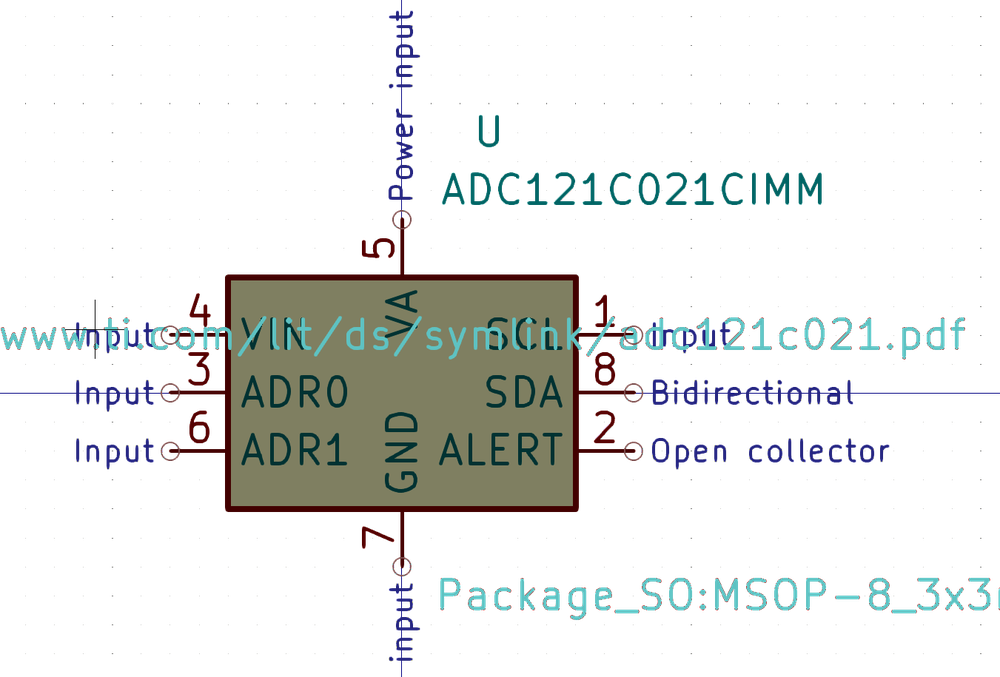 Power input
U
ADC121C021CIMM
5
VA
Input 4 VIN SCL 1 Input
www.ti.com/lit/ds/symlink/adc121c021.pdf
Input 3 ADR0 SDA 8 Bidirectional
Input 6 ADR1 ALERT 2 Open collector
GND
7
Package_SO:MSOP-8_3x3
input